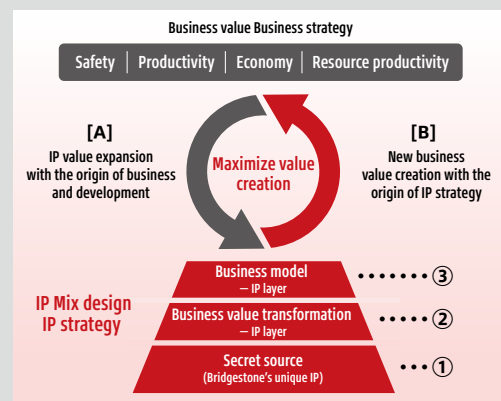 Business value Business strategy
Safety | Productivity | Economy | Resource productivity
[A]
IP value expansion
with the origin of business
and development
Maximize value
creation
[B]
New business
value creation with the
origin of IP strategy
IP Mix design
IP strategy
Business model
— IP layer
③
Business value transformation
— IP layer
②
Secret source
(Bridgestone's unique IP)
①